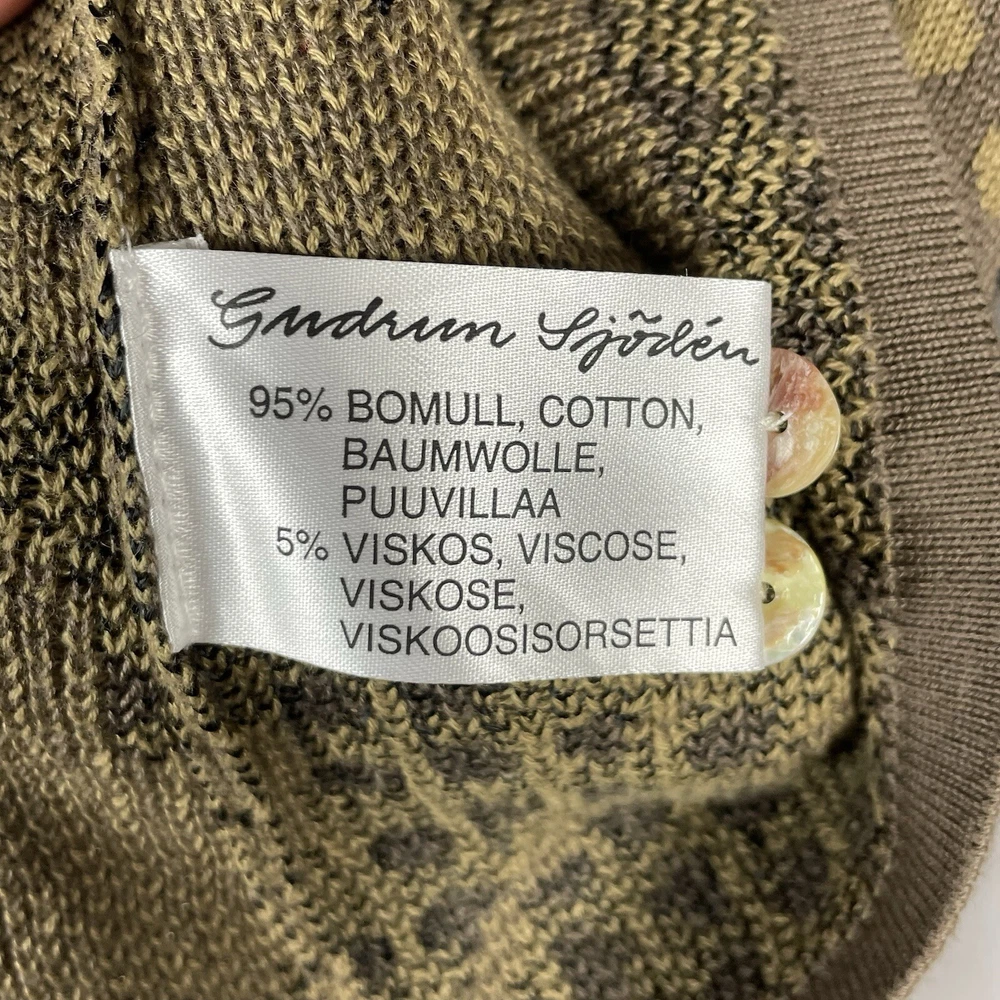 Gudrun Sjödén
95% BOMULL, COTTON,
BAUMWOLLE,
PUUVILLAA
5% VISKOS, VISCOSE,
VISKOSE,
VISKOOSISORSETTIA